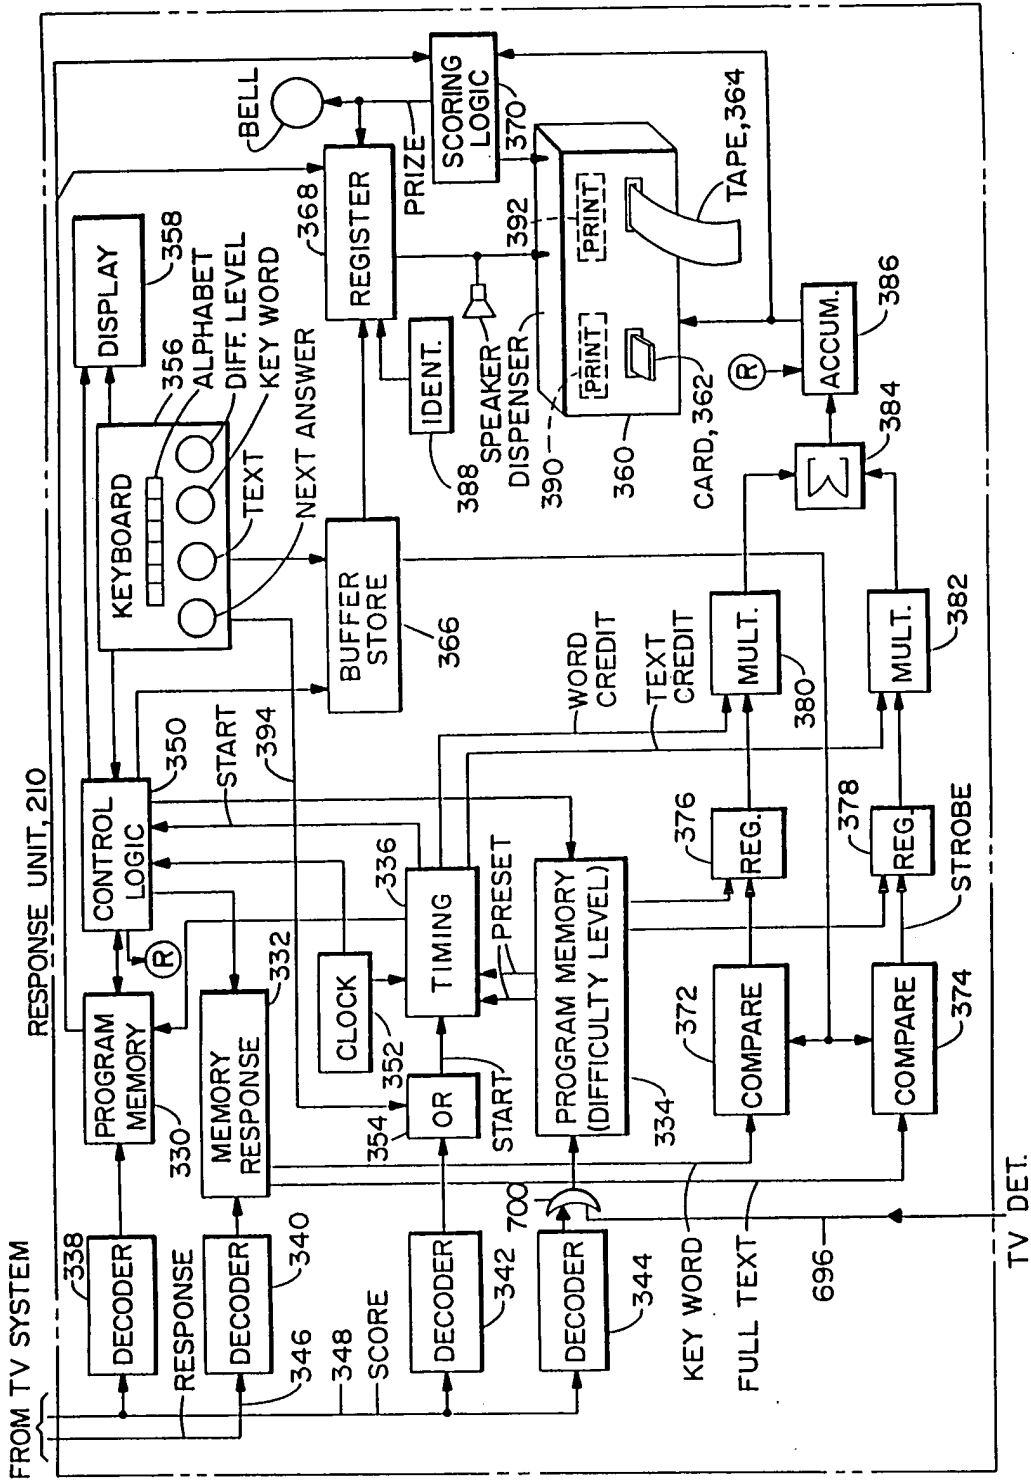 RESPONSE UNIT, 210
FROM TV SYSTEM
338
DECODER
RESPONSE
DECODER
340
346
348
SCORE
DECODER
342
DECODER
344
700
696
TV DET.
KEY WORD
FULL TEXT
PROGRAM
MEMORY
330
MEMORY
RESPONSE
332
R
CONTROL
LOGIC
350
START
394
CLOCK
352
354
OR
START
TIMING
336
PRESET
PROGRAM MEMORY
(DIFFICULTY LEVEL)
334
372
COMPARE
COMPARE
374
376
REG.
378
REG.
STROBE
WORD
CREDIT
TEXT
CREDIT
MULT.
380
MULT.
382
KEYBOARD
356
ALPHABET
DIFF. LEVEL
KEY WORD
TEXT
NEXT ANSWER
DISPLAY
358
BUFFER
STORE
366
IDENT.
388
REGISTER
368
BELL
PRIZE
SCORING
LOGIC
370
SPEAKER
DISPENSER
390
PRINT
392
PRINT
360
CARD, 362
TAPE, 364
R
Σ
384
ACCUM.
386